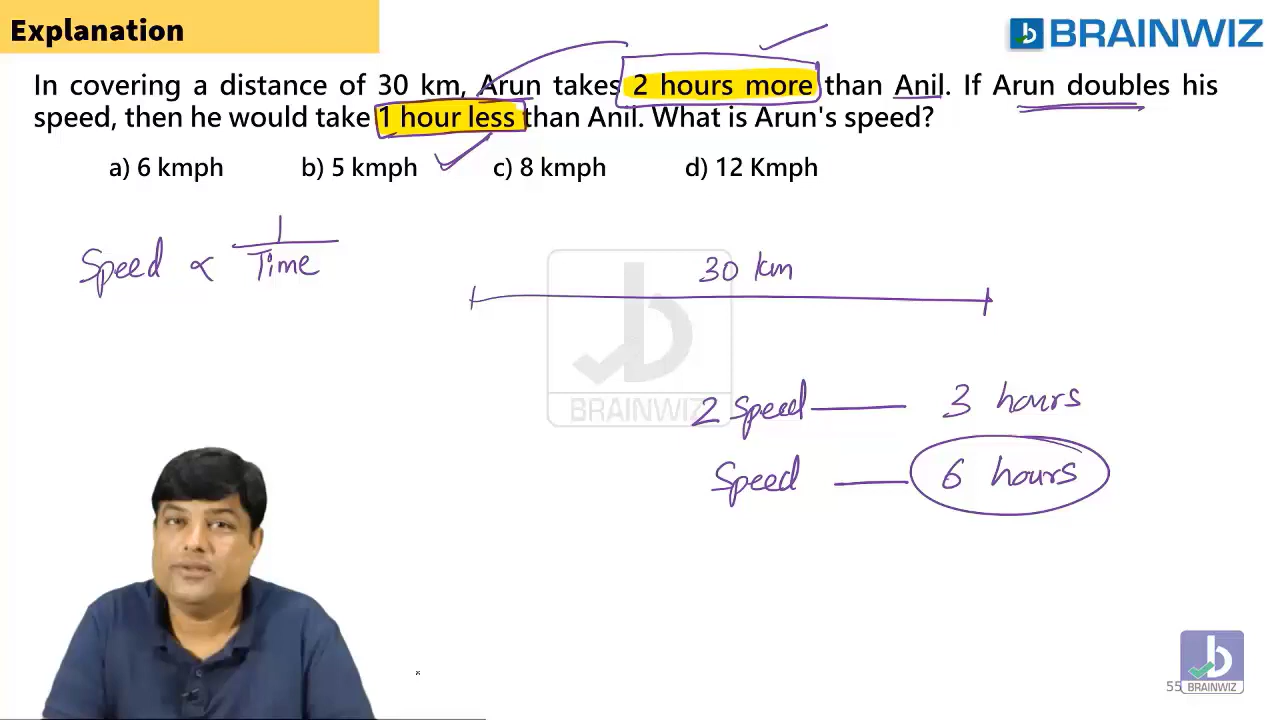 Explanation
BRAINWIZ
In covering a distance of 30 km, Arun takes 2 hours more than Anil. If Arun doubles his
speed, then he would take 1 hour less than Anil. What is Arun's speed?
a) 6 kmph b) 5 kmph c) 8 kmph d) 12 Kmph
Speed ∝ 1
Time
30 km
BRAINWIZ
2 Speed — 3 hours
Speed — 6 hours
55
BRAINWIZ